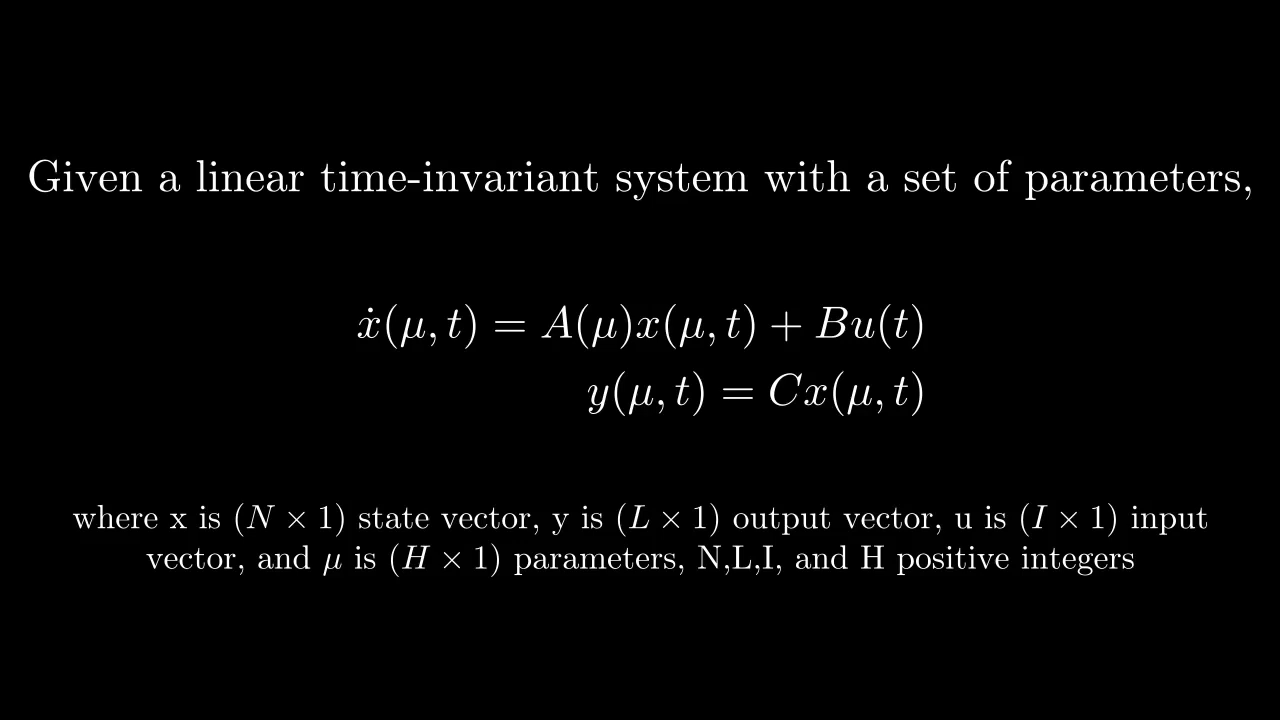 Given a linear time-invariant system with a set of parameters,
ẋ(μ, t) = A(μ)x(μ, t) + Bu(t)
y(μ, t) = Cx(μ, t)
where x is (N × 1) state vector, y is (L × 1) output vector, u is (I × 1) input
vector, and μ is (H × 1) parameters, N,L,I, and H positive integers